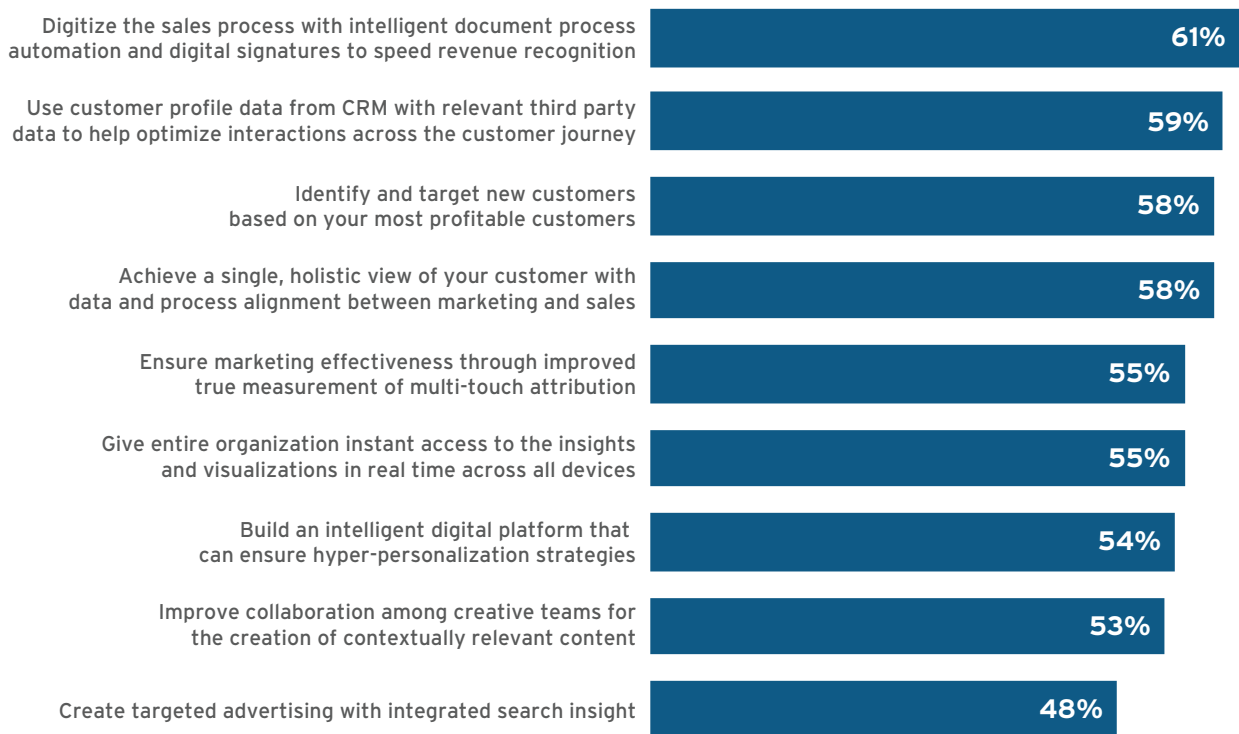 Digitize the sales process with intelligent document process
automation and digital signatures to speed revenue recognition
61%
Use customer profile data from CRM with relevant third party
data to help optimize interactions across the customer journey
59%
Identify and target new customers
based on your most profitable customers
58%
Achieve a single, holistic view of your customer with
data and process alignment between marketing and sales
58%
Ensure marketing effectiveness through improved
true measurement of multi-touch attribution
55%
Give entire organization instant access to the insights
and visualizations in real time across all devices
55%
Build an intelligent digital platform that
can ensure hyper-personalization strategies
54%
Improve collaboration among creative teams for
the creation of contextually relevant content
53%
Create targeted advertising with integrated search insight
48%